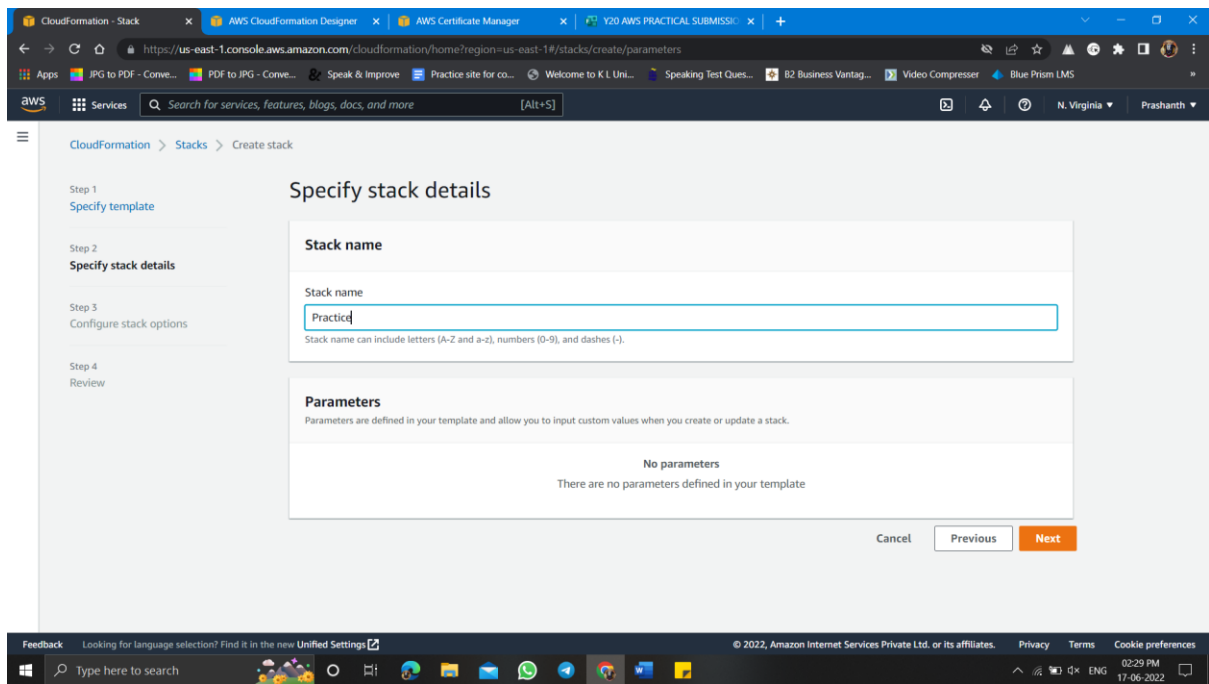 CloudFormation - Stack
AWS CloudFormation Designer
AWS Certificate Manager
Y20 AWS PRACTICAL SUBMISSIO
https://us-east-1.console.aws.amazon.com/cloudformation/home?region=us-east-1#/stacks/create/parameters
Apps
JPG to PDF - Conve...
PDF to JPG - Conve...
Speak & Improve
Practice site for co...
Welcome to K L Uni...
Speaking Test Ques...
B2 Business Vantag...
Video Compresser
Blue Prism LMS
aws
Services
Search for services, features, blogs, docs, and more
[Alt+S]
N. Virginia
Prashanth
CloudFormation > Stacks > Create stack
Step 1
Specify template
Step 2
Specify stack details
Step 3
Configure stack options
Step 4
Review
Specify stack details
Stack name
Stack name
Practice
Stack name can include letters (A-Z and a-z), numbers (0-9), and dashes (-).
Parameters
Parameters are defined in your template and allow you to input custom values when you create or update a stack.
No parameters
There are no parameters defined in your template
Cancel
Previous
Next
Feedback
Looking for language selection? Find it in the new Unified Settings
© 2022, Amazon Internet Services Private Ltd. or its affiliates.
Privacy
Terms
Cookie preferences
Type here to search
ENG
02:29 PM
17-06-2022